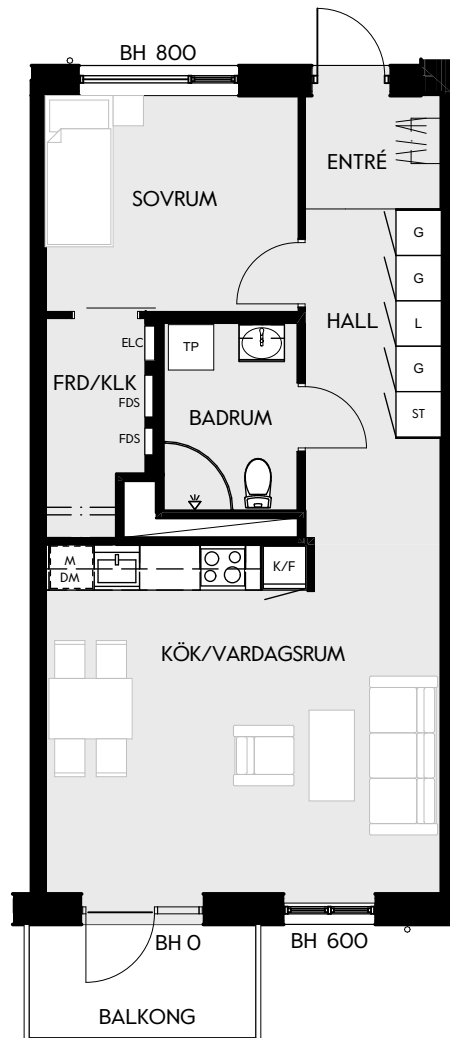 BH 800
ENTRÉ
SOVRUM
G
G
HALL
L
G
ST
ELC
TP
FRD/KLK
FDS
BADRUM
FDS
M
DM
K/F
KÖK/VARDAGSRUM
BH 0
BH 600
BALKONG